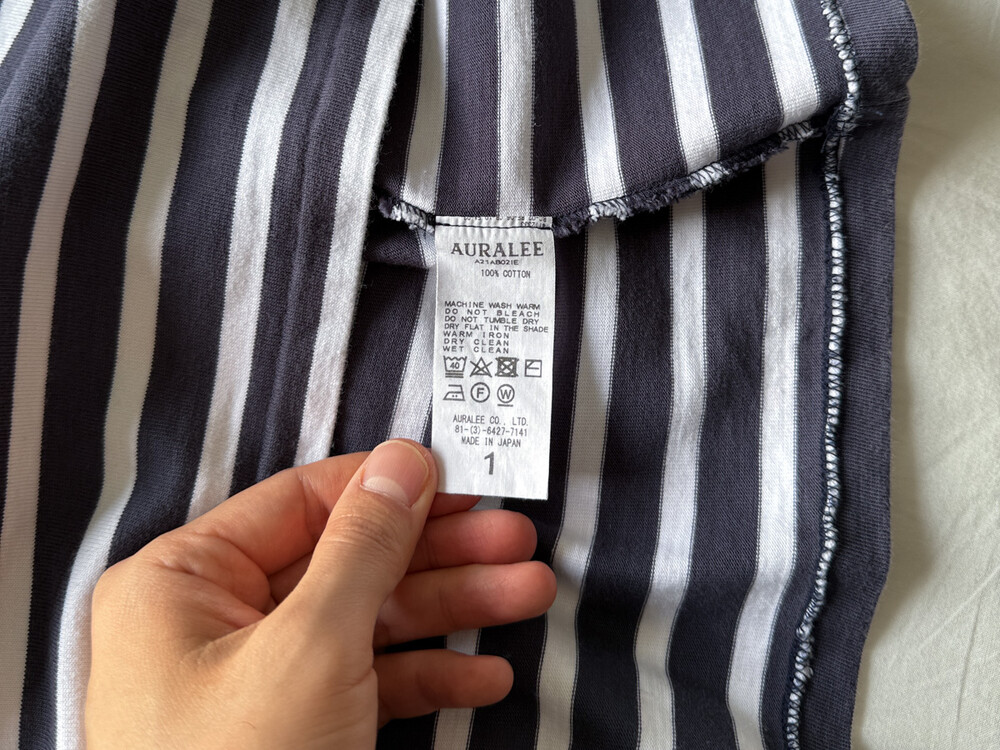 AURALEE
A21AB02IE
100% COTTON
MACHINE WASH WARM
DO NOT BLEACH
DO NOT TUMBLE DRY
DRY FLAT IN THE SHADE
WARM IRON
DRY CLEAN
WET CLEAN
40
F W
AURALEE CO., LTD.
81-(3)-6427-7141
MADE IN JAPAN
1